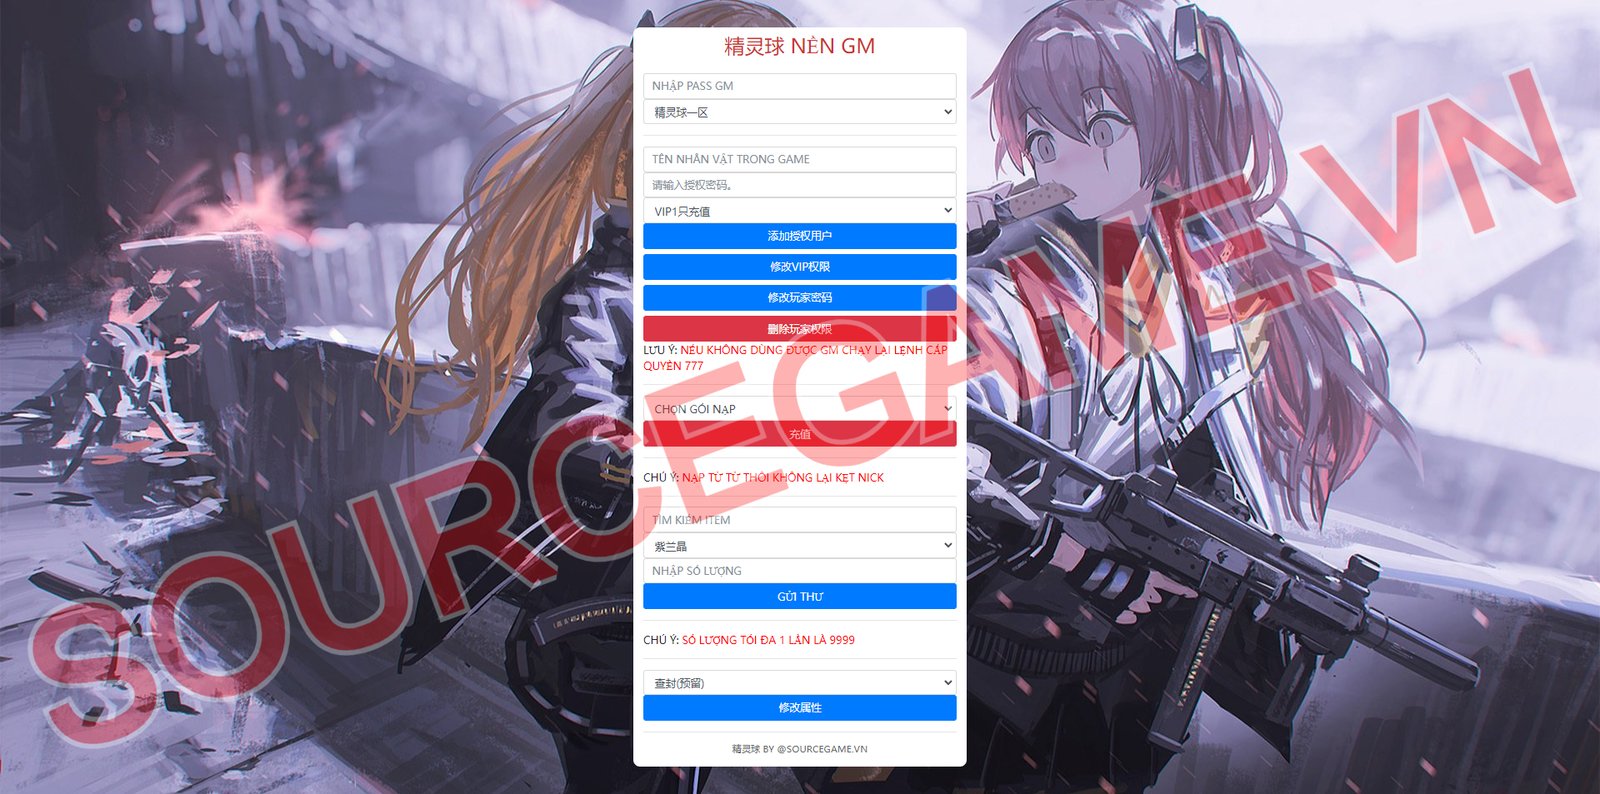 精灵球 NỀN GM
NHẬP PASS GM
精灵球一区
TÊN NHÂN VẬT TRONG GAME
请输入授权密码。
VIP1只充值
添加授权用户
修改VIP权限
修改玩家密码
删除玩家权限
LƯU Ý: NẾU KHÔNG DÙNG ĐƯỢC GM CHẠY LẠI LỆNH CẤP
QUYỀN 777
CHỌN GÓI NẠP
充值
CHÚ Ý: NẠP TỪ TỪ THÔI KHÔNG LẠI KẸT NICK
TÌM KIẾM ITEM
紫兰晶
NHẬP SỐ LƯỢNG
GỬI THƯ
CHÚ Ý: SỐ LƯỢNG TỐI ĐA 1 LẦN LÀ 9999
查封(预留)
修改属性
精灵球 BY @SOURCEGAME.VN
SOURCEGAME.VN